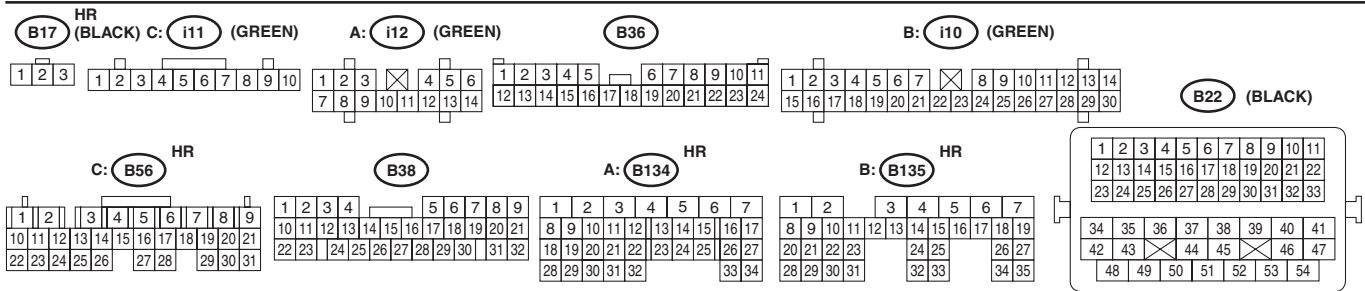 B17 HR (BLACK)
1 2 3
C: i11 (GREEN)
1 2 3 4 5 6 7 8 9 10
A: i12 (GREEN)
1 2 3 4 5 6
7 8 9 10 11 12 13 14
B36
1 2 3 4 5 6 7 8 9 10 11
12 13 14 15 16 17 18 19 20 21 22 23 24
B: i10 (GREEN)
1 2 3 4 5 6 7 8 9 10 11 12 13 14
15 16 17 18 19 20 21 22 23 24 25 26 27 28 29 30
B22 (BLACK)
1 2 3 4 5 6 7 8 9 10 11
12 13 14 15 16 17 18 19 20 21 22
23 24 25 26 27 28 29 30 31 32 33
34 35 36 37 38 39 40 41
42 43 44 45 46 47
48 49 50 51 52 53 54
C: B56 HR
1 2 3 4 5 6 7 8 9
10 11 12 13 14 15 16 17 18 19 20 21
22 23 24 25 26 27 28 29 30 31
B38
1 2 3 4 5 6 7 8 9
10 11 12 13 14 15 16 17 18 19 20 21
22 23 24 25 26 27 28 29 30 31 32
A: B134 HR
1 2 3 4 5 6 7
8 9 10 11 12 13 14 15 16 17
18 19 20 21 22 23 24 25 26 27
28 29 30 31 32 33 34
B: B135 HR
1 2 3 4 5 6 7
8 9 10 11 12 13 14 15 16 17 18 19
20 21 22 23 24 25 26 27
28 29 30 31 32 33 34 35